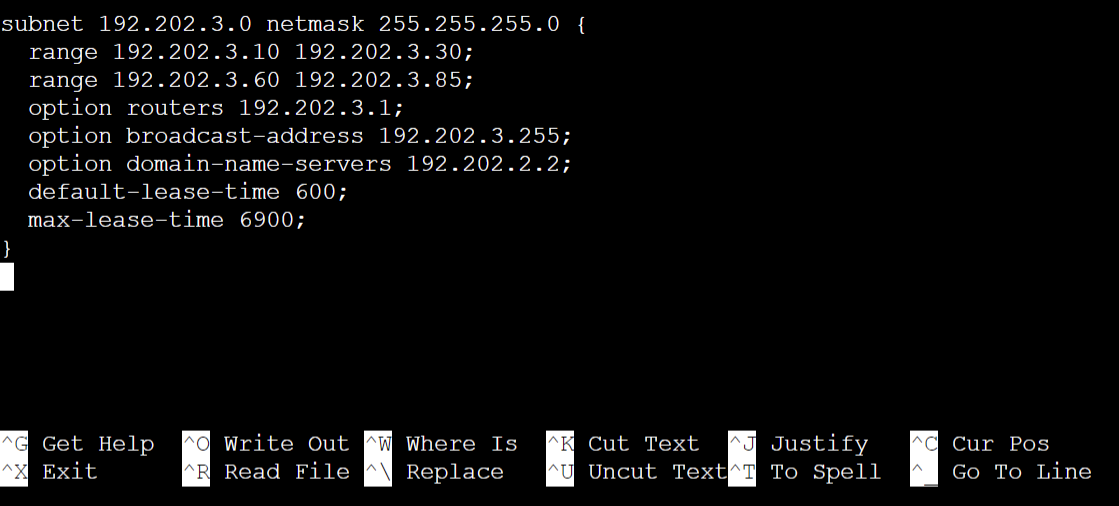 subnet 192.202.3.0 netmask 255.255.255.0 {
  range 192.202.3.10 192.202.3.30;
  range 192.202.3.60 192.202.3.85;
  option routers 192.202.3.1;
  option broadcast-address 192.202.3.255;
  option domain-name-servers 192.202.2.2;
  default-lease-time 600;
  max-lease-time 6900;
}
^G Get Help  ^O Write Out ^W Where Is  ^K Cut Text  ^J Justify   ^C Cur Pos
^X Exit      ^R Read File ^\ Replace   ^U Uncut Text^T To Spell  ^_ Go To Line